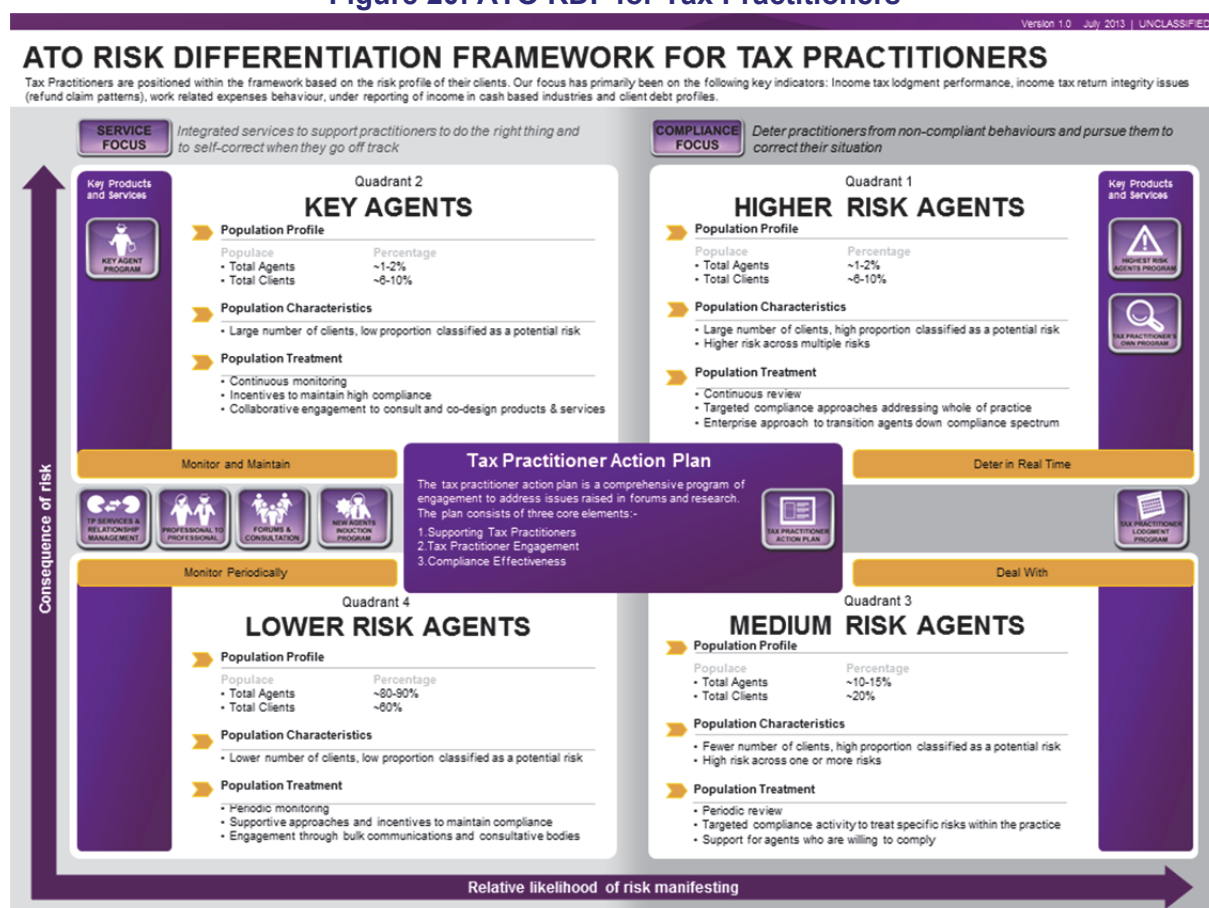 Figure 20: ATO RDF for Tax Practitioners
Version 1.0 July 2013 | UNCLASSIFIED
ATO RISK DIFFERENTIATION FRAMEWORK FOR TAX PRACTITIONERS
Tax Practitioners are positioned within the framework based on the risk profile of their clients. Our focus has primarily been on the following key indicators: Income tax lodgment performance, income tax return integrity issues
(refund claim patterns), work related expenses behaviour, under reporting of income in cash based industries and client debt profiles.
SERVICE
FOCUS
Integrated services to support practitioners to do the right thing and
to self-correct when they go off track
COMPLIANCE
FOCUS
Deter practitioners from non-compliant behaviours and pursue them to
correct their situation
Key Products
and Services
KEY AGENT
PROGRAM
Quadrant 2
KEY AGENTS
Population Profile
Populace Percentage
• Total Agents ~1-2%
• Total Clients ~6-10%
Population Characteristics
• Large number of clients, low proportion classified as a potential risk
Population Treatment
• Continuous monitoring
• Incentives to maintain high compliance
• Collaborative engagement to consult and co-design products & services
Monitor and Maintain
Quadrant 1
HIGHER RISK AGENTS
Population Profile
Populace Percentage
• Total Agents ~1-2%
• Total Clients ~6-10%
Population Characteristics
• Large number of clients, high proportion classified as a potential risk
• Higher risk across multiple risks
Population Treatment
• Continuous review
• Targeted compliance approaches addressing whole of practice
• Enterprise approach to transition agents down compliance spectrum
Key Products
and Services
HIGHEST RISK
AGENTS PROGRAM
TAX PRACTITIONER'S
OWN PROGRAM
Deter in Real Time
Consequence of risk
TP SERVICES &
RELATIONSHIP
MANAGEMENT
PROFESSIONAL TO
PROFESSIONAL
FORUMS &
CONSULTATION
NEW AGENTS
INDUCTION
PROGRAM
Tax Practitioner Action Plan
The tax practitioner action plan is a comprehensive program of
engagement to address issues raised in forums and research.
The plan consists of three core elements:-
1.Supporting Tax Practitioners
2.Tax Practitioner Engagement
3.Compliance Effectiveness
TAX PRACTITIONER
ACTION PLAN
TAX PRACTITIONER
LODGMENT
PROGRAM
Monitor Periodically
Quadrant 4
LOWER RISK AGENTS
Population Profile
Populace Percentage
• Total Agents ~80-90%
• Total Clients ~60%
Population Characteristics
• Lower number of clients, low proportion classified as a potential risk
Population Treatment
• Periodic monitoring
• Supportive approaches and incentives to maintain compliance
• Engagement through bulk communications and consultative bodies
Deal With
Quadrant 3
MEDIUM RISK AGENTS
Population Profile
Populace Percentage
• Total Agents ~10-15%
• Total Clients ~20%
Population Characteristics
• Fewer number of clients, high proportion classified as a potential risk
• High risk across one or more risks
Population Treatment
• Periodic review
• Targeted compliance activity to treat specific risks within the practice
• Support for agents who are willing to comply
Relative likelihood of risk manifesting